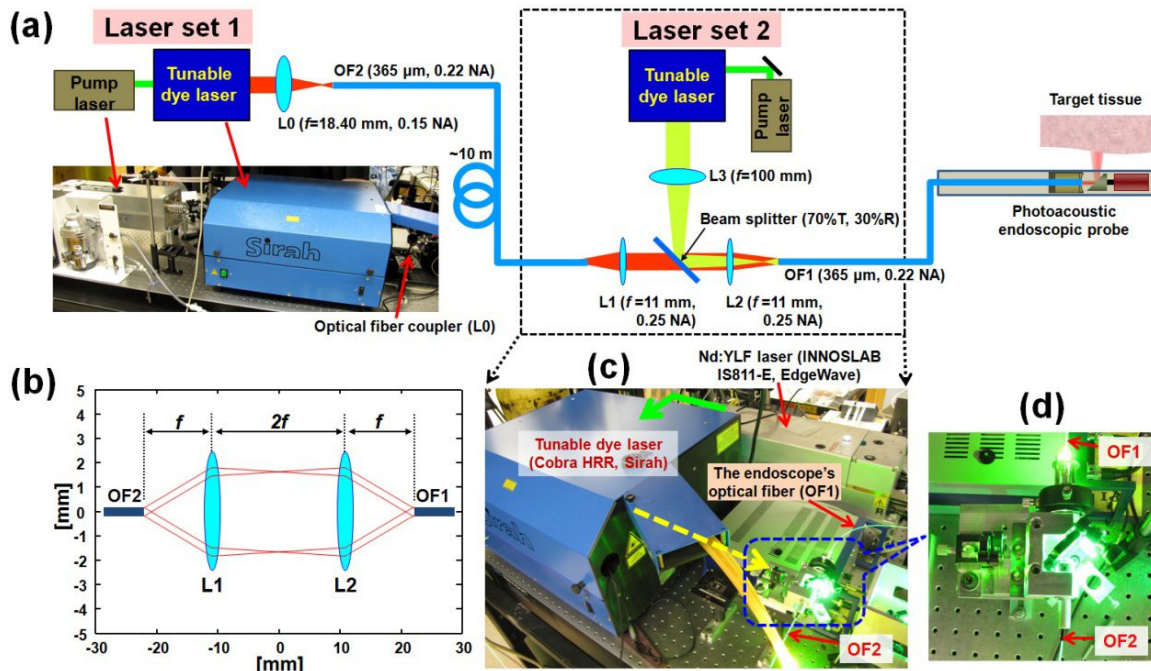 (a)
Laser set 1
Pump
laser
Tunable
dye laser
OF2 (365 μm, 0.22 NA)
L0 (f=18.40 mm, 0.15 NA)
~10 m
Sirah
Optical fiber coupler (L0)
Laser set 2
Tunable
dye laser
Pump
laser
L3 (f=100 mm)
Beam splitter (70%T, 30%R)
L1 (f = 11 mm,
0.25 NA)
L2 (f = 11 mm,
0.25 NA)
OF1 (365 μm, 0.22 NA)
Target tissue
Photoacoustic
endoscopic probe
(b)
5
4
3
2
1
0
-1
-2
-3
-4
-5
[mm]
f
2f
f
OF2
OF1
L1
L2
-30
-20
-10
0
10
20
30
[mm]
(c)
Nd:YLF laser (INNOSLAB
IS811-E, EdgeWave)
Tunable dye laser
(Cobra HRR, Sirah)
The endoscope's
optical fiber (OF1)
Sirah
OF2
(d)
OF1
OF2